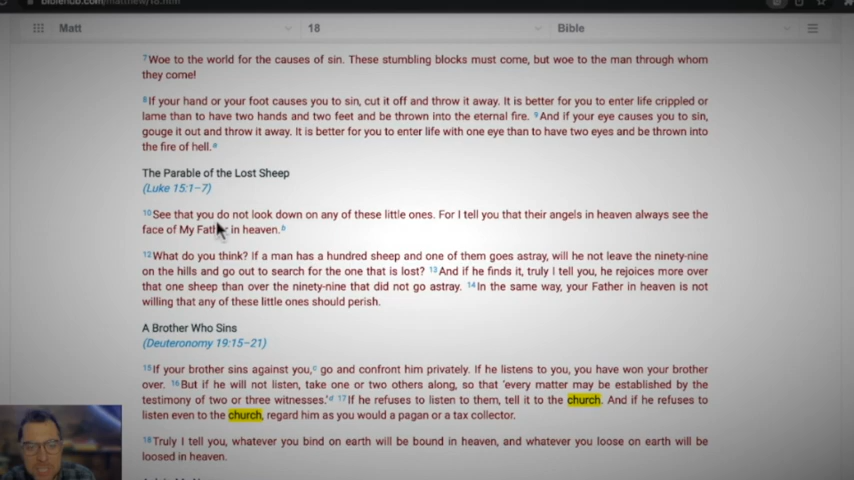 biblehub.com/matthew/18.htm
Matt
18
Bible
7Woe to the world for the causes of sin. These stumbling blocks must come, but woe to the man through whom
they come!
8If your hand or your foot causes you to sin, cut it off and throw it away. It is better for you to enter life crippled or
lame than to have two hands and two feet and be thrown into the eternal fire. 9And if your eye causes you to sin,
gouge it out and throw it away. It is better for you to enter life with one eye than to have two eyes and be thrown into
the fire of hell.a
The Parable of the Lost Sheep
(Luke 15:1–7)
10See that you do not look down on any of these little ones. For I tell you that their angels in heaven always see the
face of My Father in heaven.b
12What do you think? If a man has a hundred sheep and one of them goes astray, will he not leave the ninety-nine
on the hills and go out to search for the one that is lost? 13And if he finds it, truly I tell you, he rejoices more over
that one sheep than over the ninety-nine that did not go astray. 14In the same way, your Father in heaven is not
willing that any of these little ones should perish.
A Brother Who Sins
(Deuteronomy 19:15–21)
15If your brother sins against you,c go and confront him privately. If he listens to you, you have won your brother
over. 16But if he will not listen, take one or two others along, so that 'every matter may be established by the
testimony of two or three witnesses.'d 17If he refuses to listen to them, tell it to the church. And if he refuses to
listen even to the church, regard him as you would a pagan or a tax collector.
18Truly I tell you, whatever you bind on earth will be bound in heaven, and whatever you loose on earth will be
loosed in heaven.